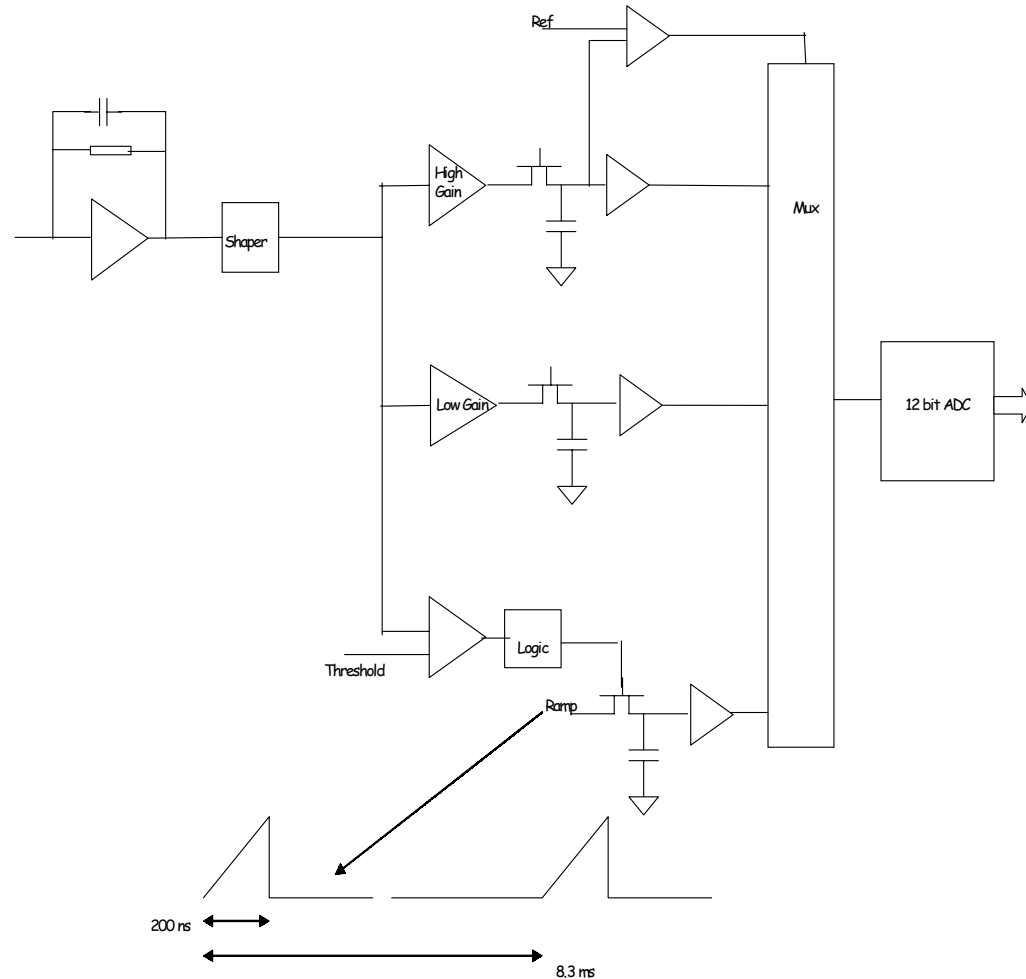 Ref
High
Gain
Mux
Shaper
Low Gain
12 bit ADC
Logic
Threshold
Ramp
200 ns
8.3 ms